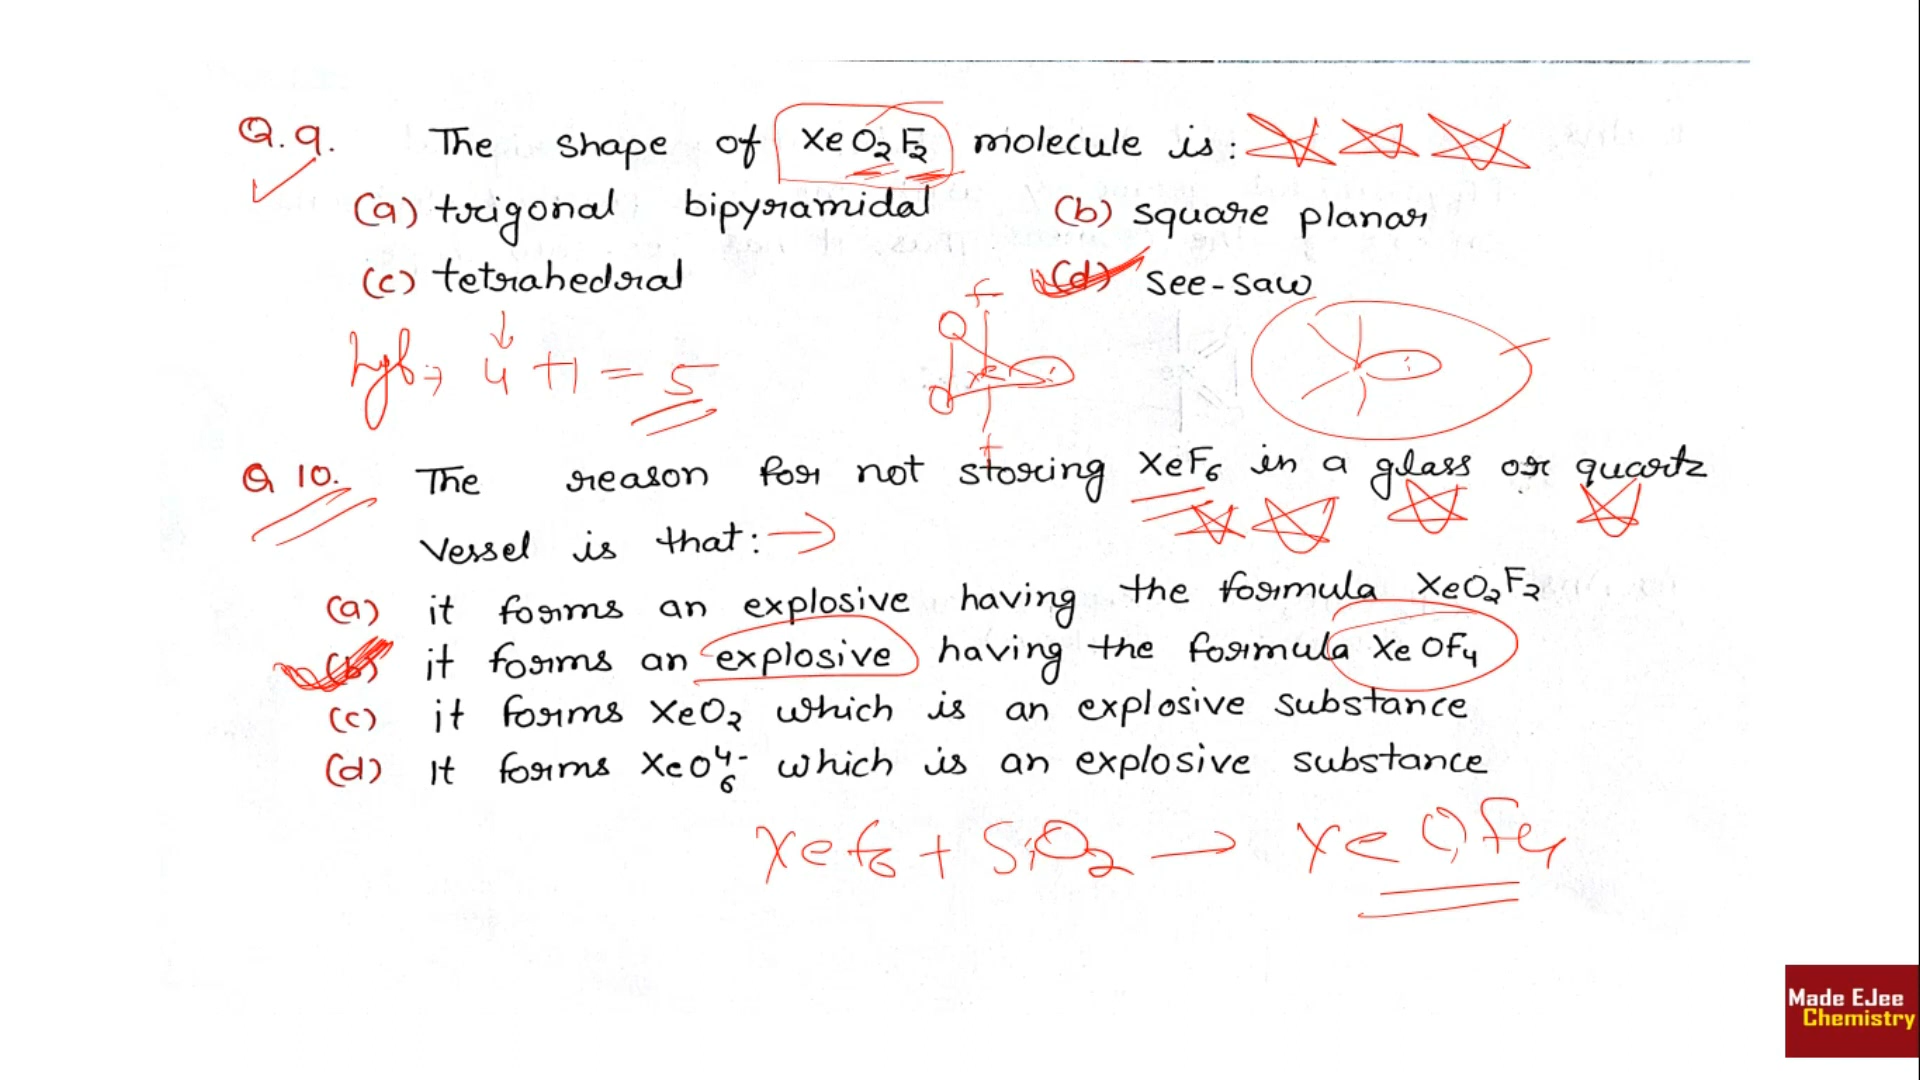 Q.9. The shape of XeO₂F₂ molecule is:
(a) trigonal bipyramidal (b) square planar
(c) tetrahedral (d) see-saw
hyb → 4 + 1 = 5
F
O
Xe
O
F
Q 10. The reason for not storing XeF₆ in a glass or quartz
vessel is that: →
(a) it forms an explosive having the formula XeO₂F₂
(b) it forms an explosive having the formula XeOF₄
(c) it forms XeO₂ which is an explosive substance
(d) It forms XeO₆⁴⁻ which is an explosive substance
XeF₆ + SiO₂ → XeOF₄
Made EJee
Chemistry